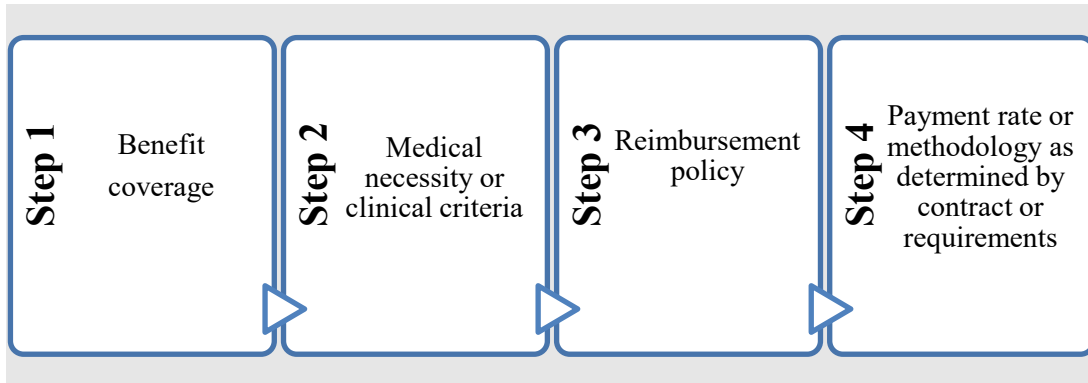 Step 1
Benefit
coverage
Step 2
Medical
necessity or
clinical criteria
Step 3
Reimbursement
policy
Step 4
Payment rate or
methodology as
determined by
contract or
requirements